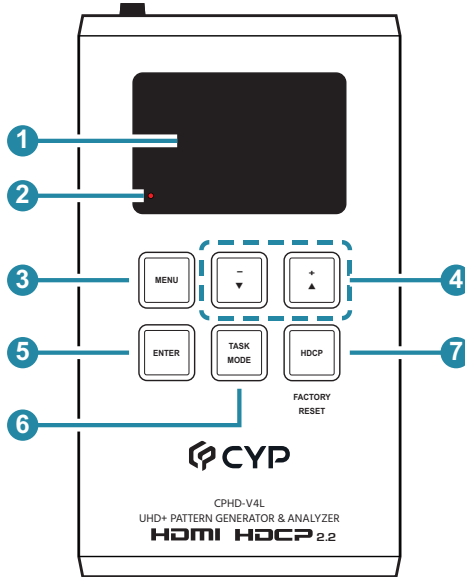 1
2
3
MENU
–
+
4
5
ENTER
TASK
MODE
HDCP
7
6
FACTORY
RESET
CYP
CPHD-V4L
UHD+ PATTERN GENERATOR & ANALYZER
HDMI HDCP 2.2